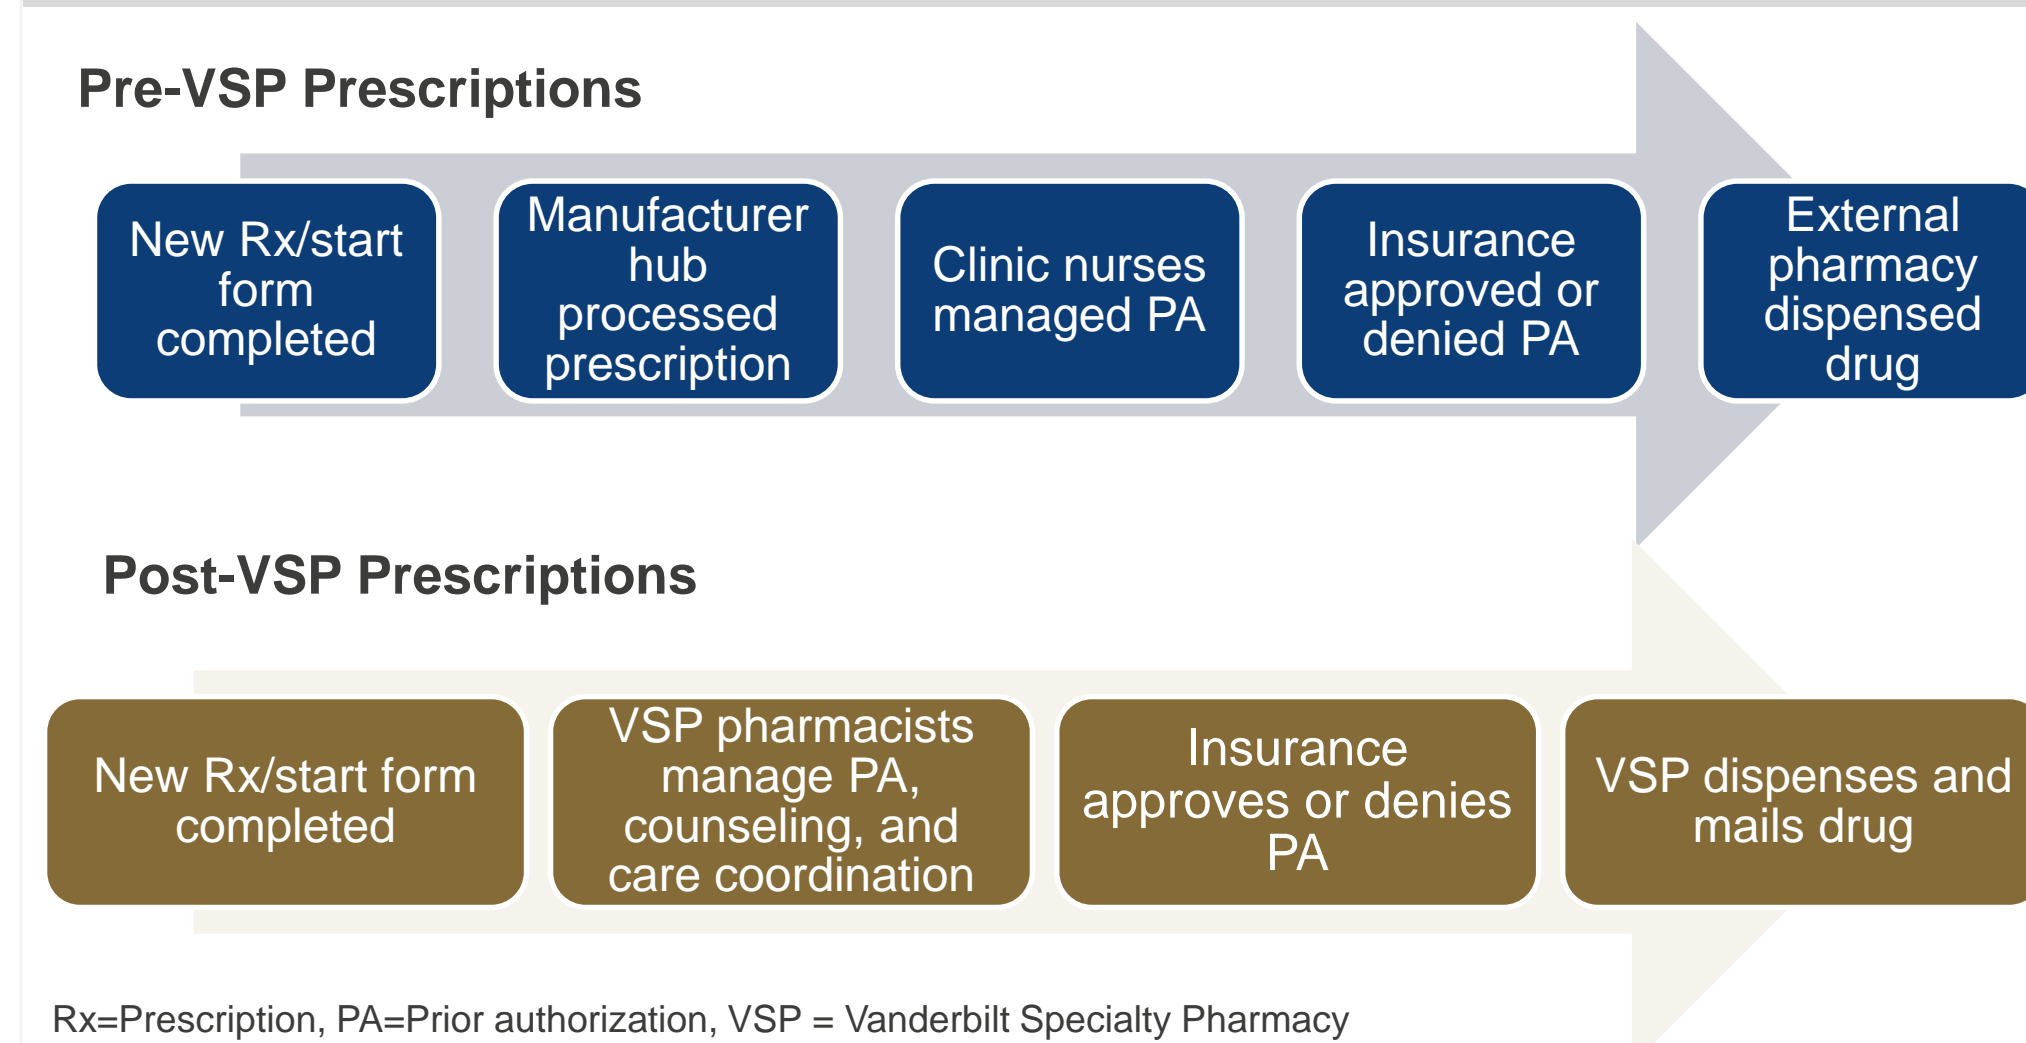 Pre-VSP Prescriptions
New Rx/start
form
completed
Manufacturer
hub
processed
prescription
Clinic nurses
managed PA
Insurance
approved or
denied PA
External
pharmacy
dispensed
drug
Post-VSP Prescriptions
New Rx/start form
completed
VSP pharmacists
manage PA,
counseling, and
care coordination
Insurance
approves or denies
PA
VSP dispenses and
mails drug
Rx=Prescription, PA=Prior authorization, VSP = Vanderbilt Specialty Pharmacy